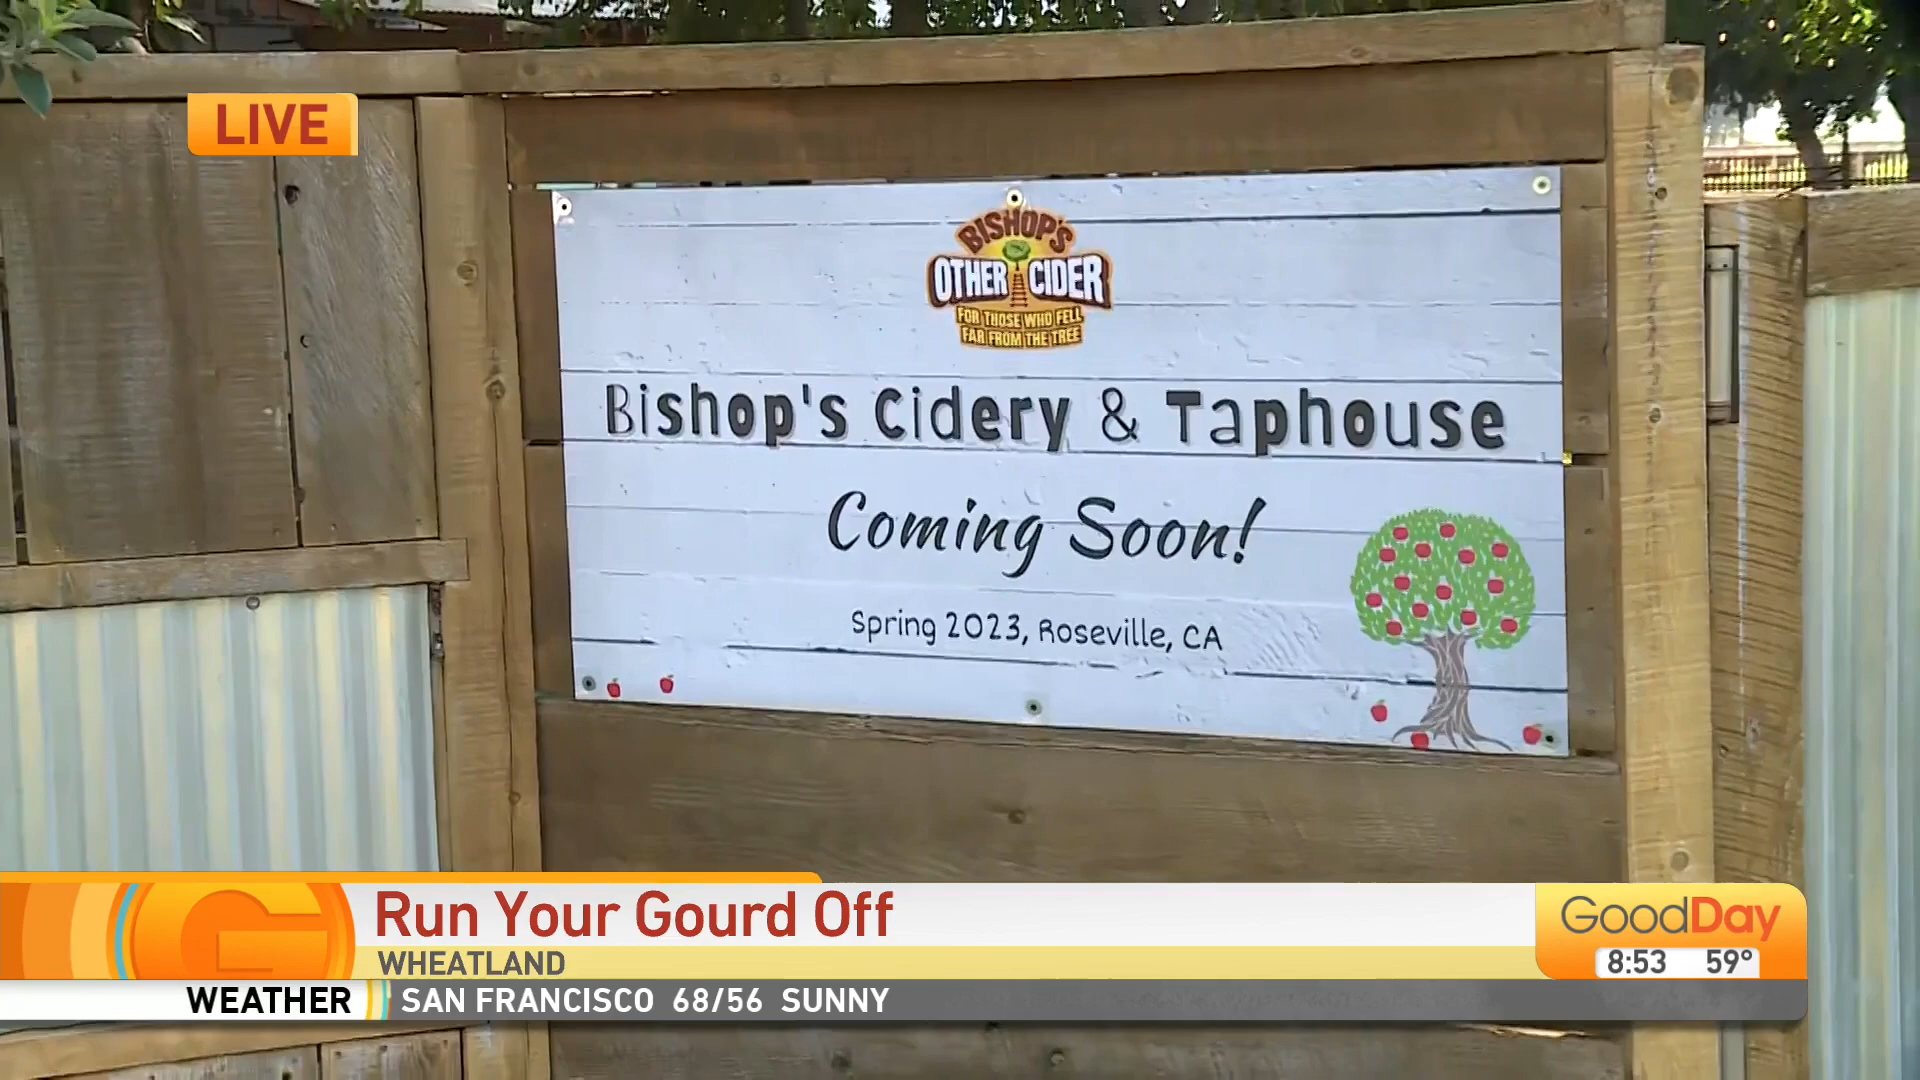 LIVE
BISHOP'S
OTHER CIDER
FOR THOSE WHO FELL
FAR FROM THE TREE
Bishop's Cidery & Taphouse
Coming Soon!
Spring 2023, Roseville, CA
Run Your Gourd Off
WHEATLAND
GoodDay
8:53 59°
WEATHER SAN FRANCISCO 68/56 SUNNY